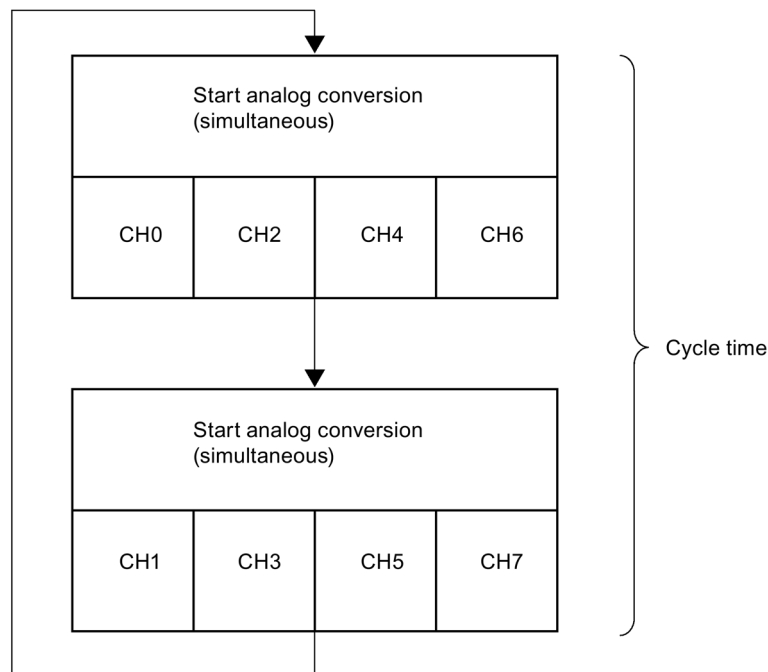 Start analog conversion
(simultaneous)
CH0 CH2 CH4 CH6
Cycle time
Start analog conversion
(simultaneous)
CH1 CH3 CH5 CH7